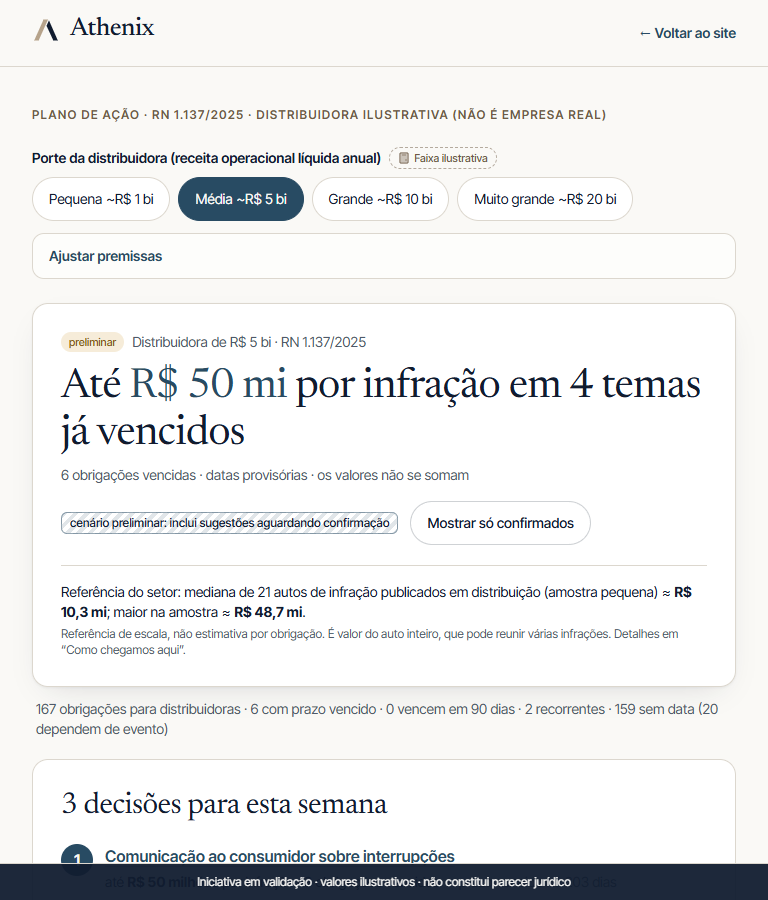 Athenix
← Voltar ao site
PLANO DE AÇÃO · RN 1.137/2025 · DISTRIBUIDORA ILUSTRATIVA (NÃO É EMPRESA REAL)
Porte da distribuidora (receita operacional líquida anual)
Faixa ilustrativa
Pequena ~R$ 1 bi
Média ~R$ 5 bi
Grande ~R$ 10 bi
Muito grande ~R$ 20 bi
Ajustar premissas
preliminar
Distribuidora de R$ 5 bi · RN 1.137/2025
Até R$ 50 mi por infração em 4 temas
já vencidos
6 obrigações vencidas · datas provisórias · os valores não se somam
cenário preliminar: inclui sugestões aguardando confirmação
Mostrar só confirmados
Referência do setor: mediana de 21 autos de infração publicados em distribuição (amostra pequena) ≈ R$
10,3 mi; maior na amostra ≈ R$ 48,7 mi.
Referência de escala, não estimativa por obrigação. É valor do auto inteiro, que pode reunir várias infrações. Detalhes em
“Como chegamos aqui”.
167 obrigações para distribuidoras · 6 com prazo vencido · 0 vencem em 90 dias · 2 recorrentes · 159 sem data (20
dependem de evento)
3 decisões para esta semana
1
Comunicação ao consumidor sobre interrupções
até R$ 50
Iniciativa em validação · valores ilustrativos · não constitui parecer jurídico
dias